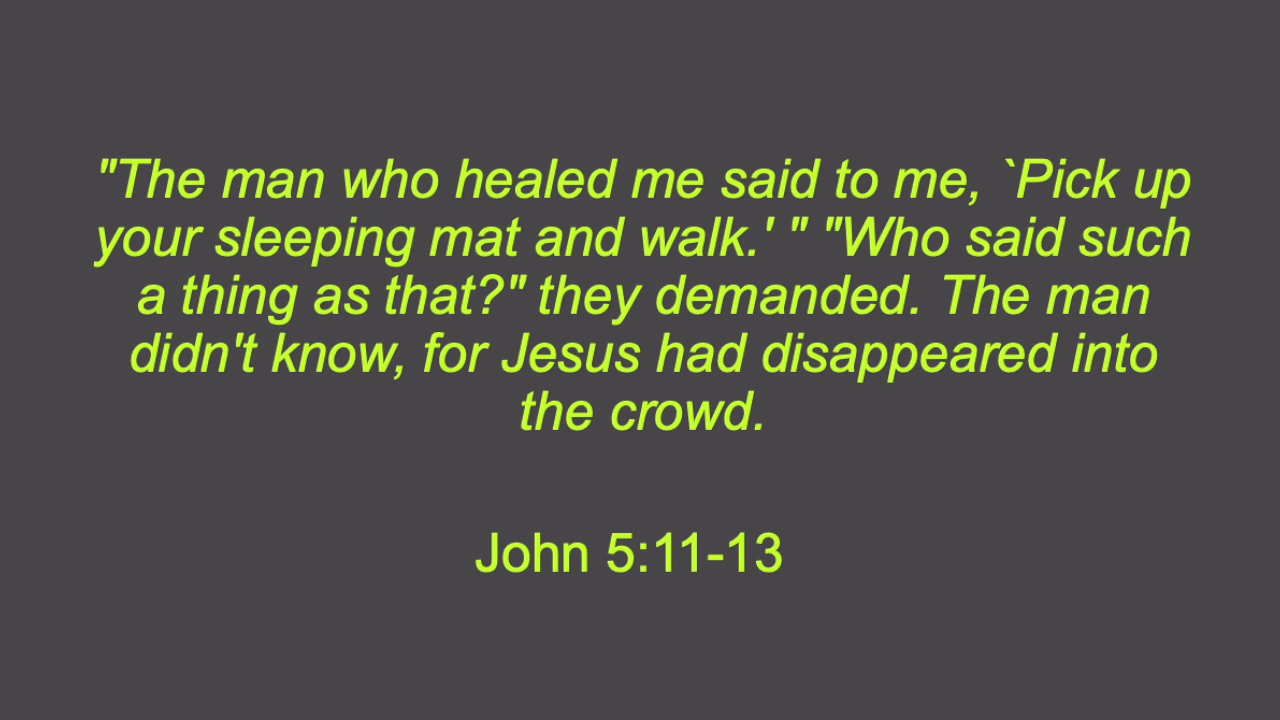 "The man who healed me said to me, `Pick up
your sleeping mat and walk.' " "Who said such
a thing as that?" they demanded. The man
didn't know, for Jesus had disappeared into
the crowd.
John 5:11-13